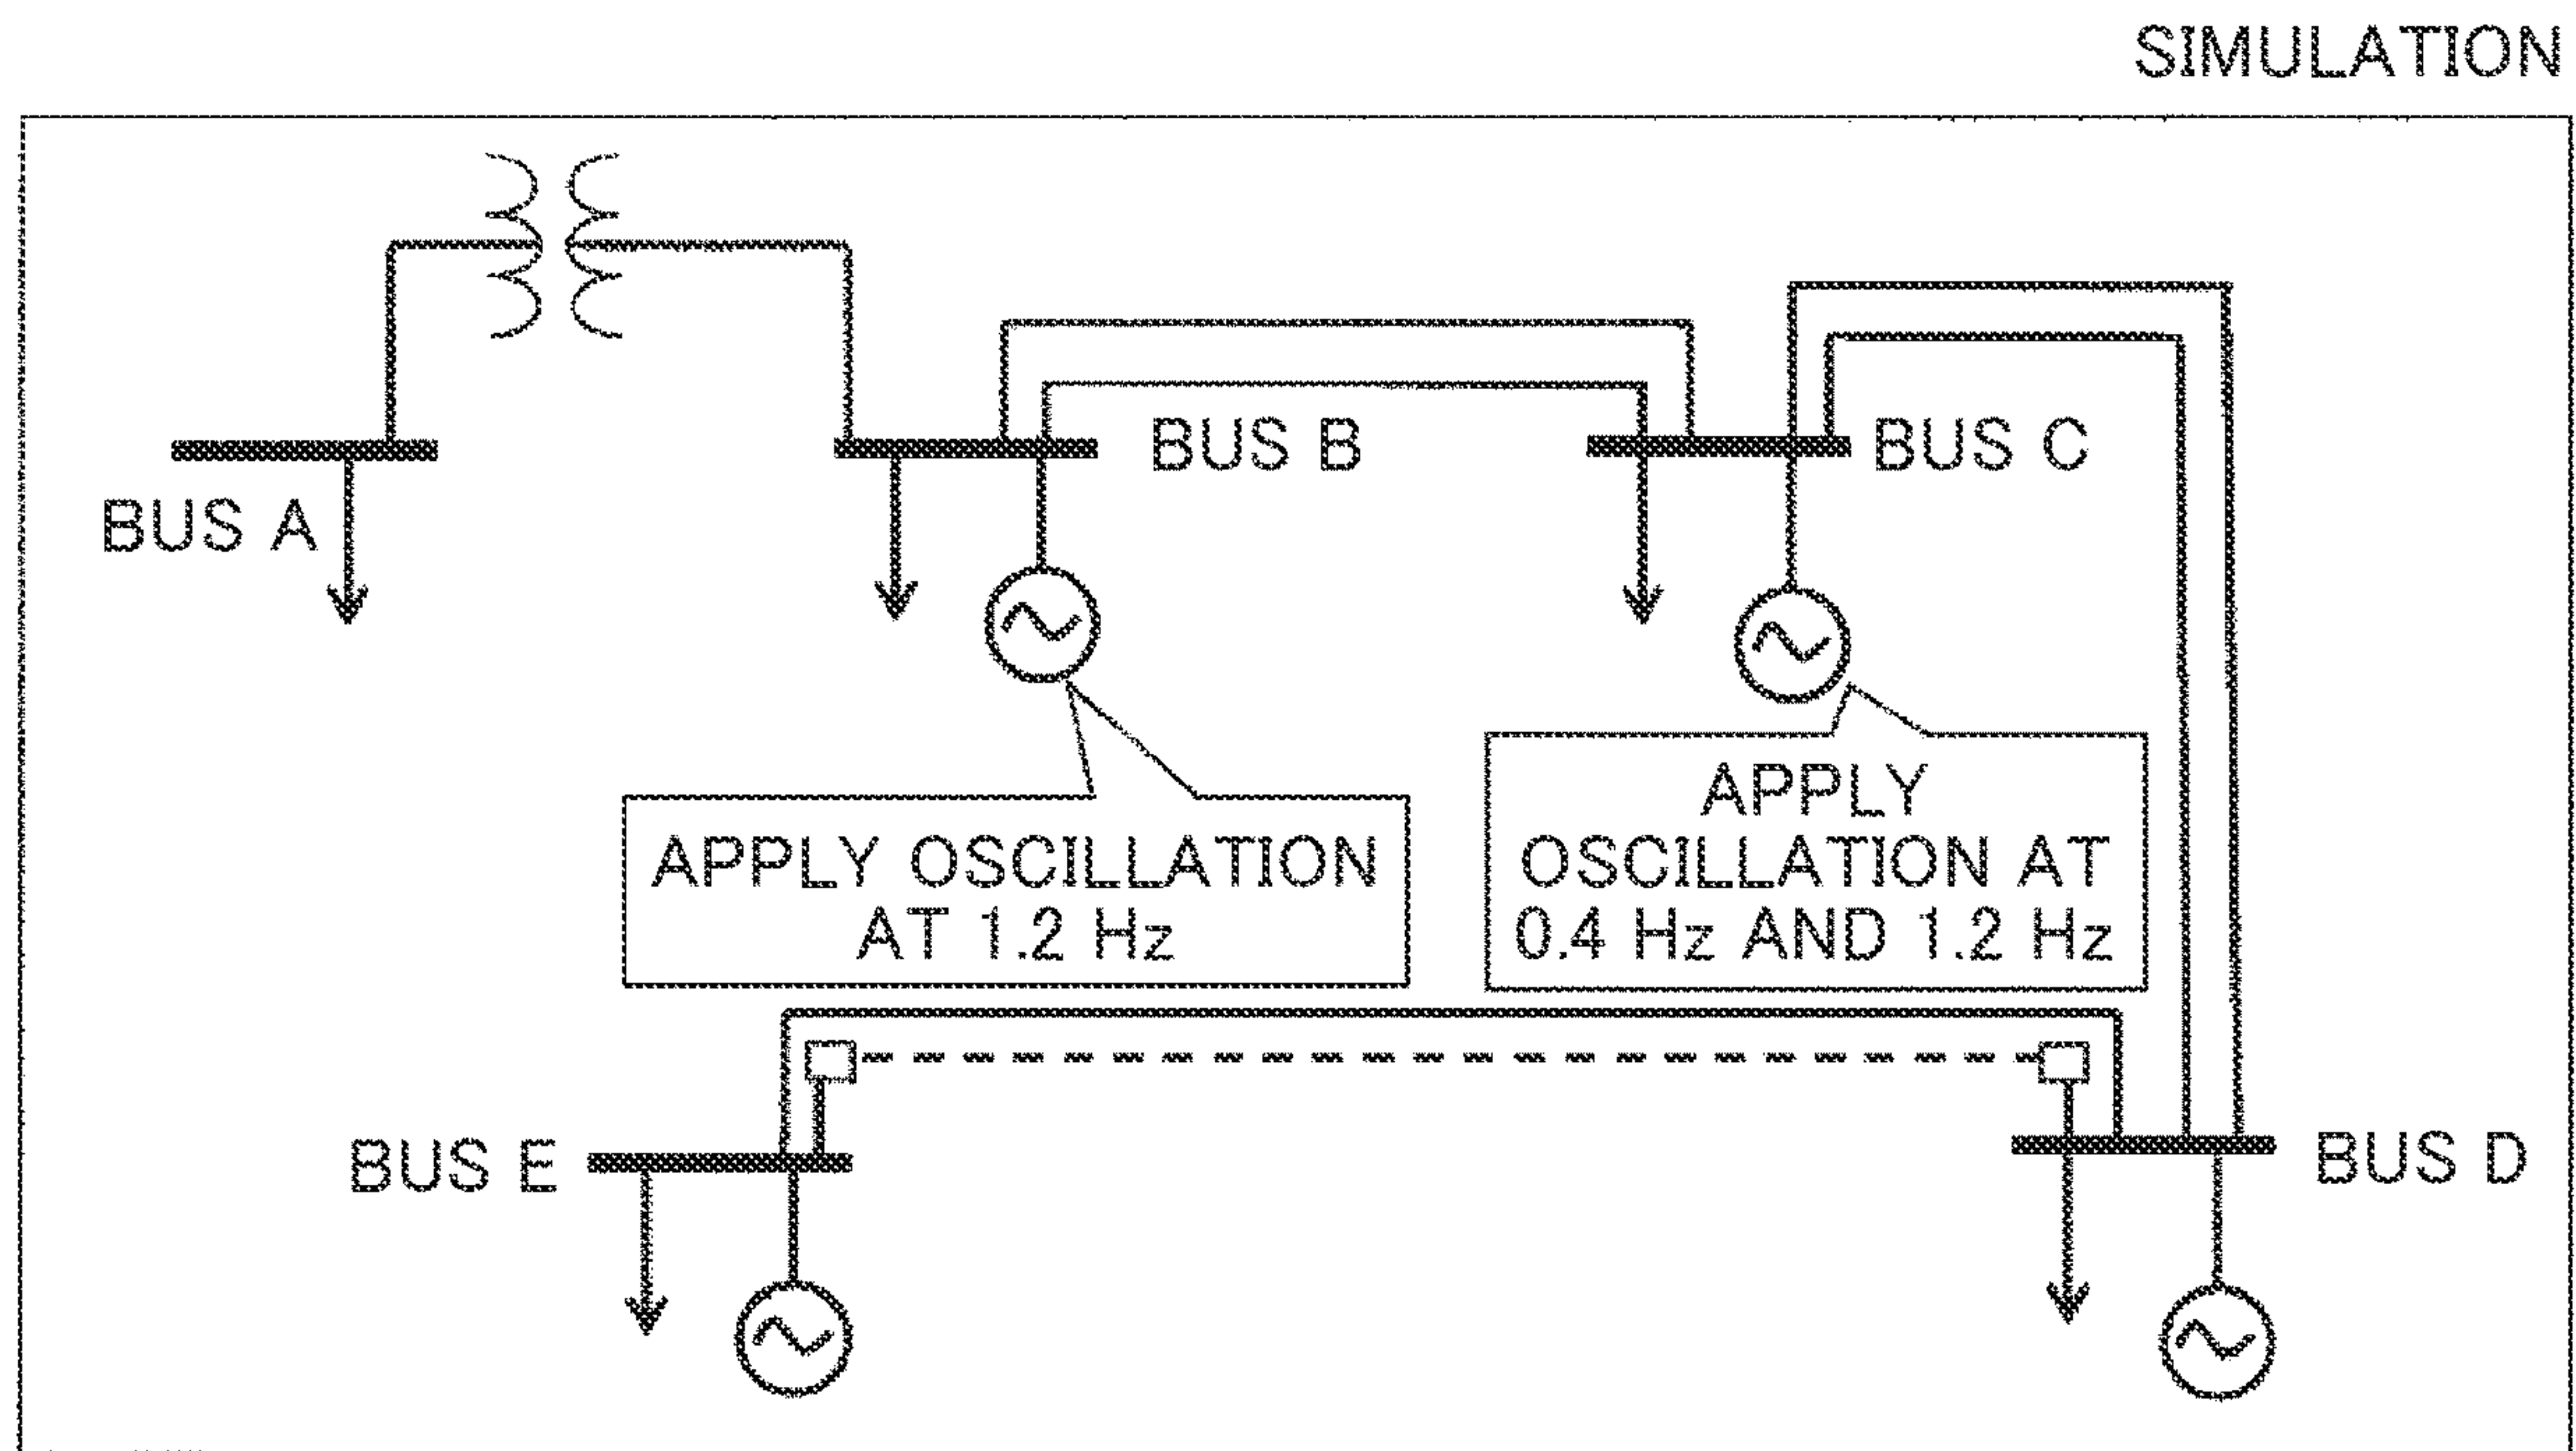 SIMULATION
BUS B
BUS C
BUS A
APPLY OSCILLATION
AT 1.2 Hz
APPLY
OSCILLATION AT
0.4 Hz AND 1.2 Hz
BUS E
BUS D